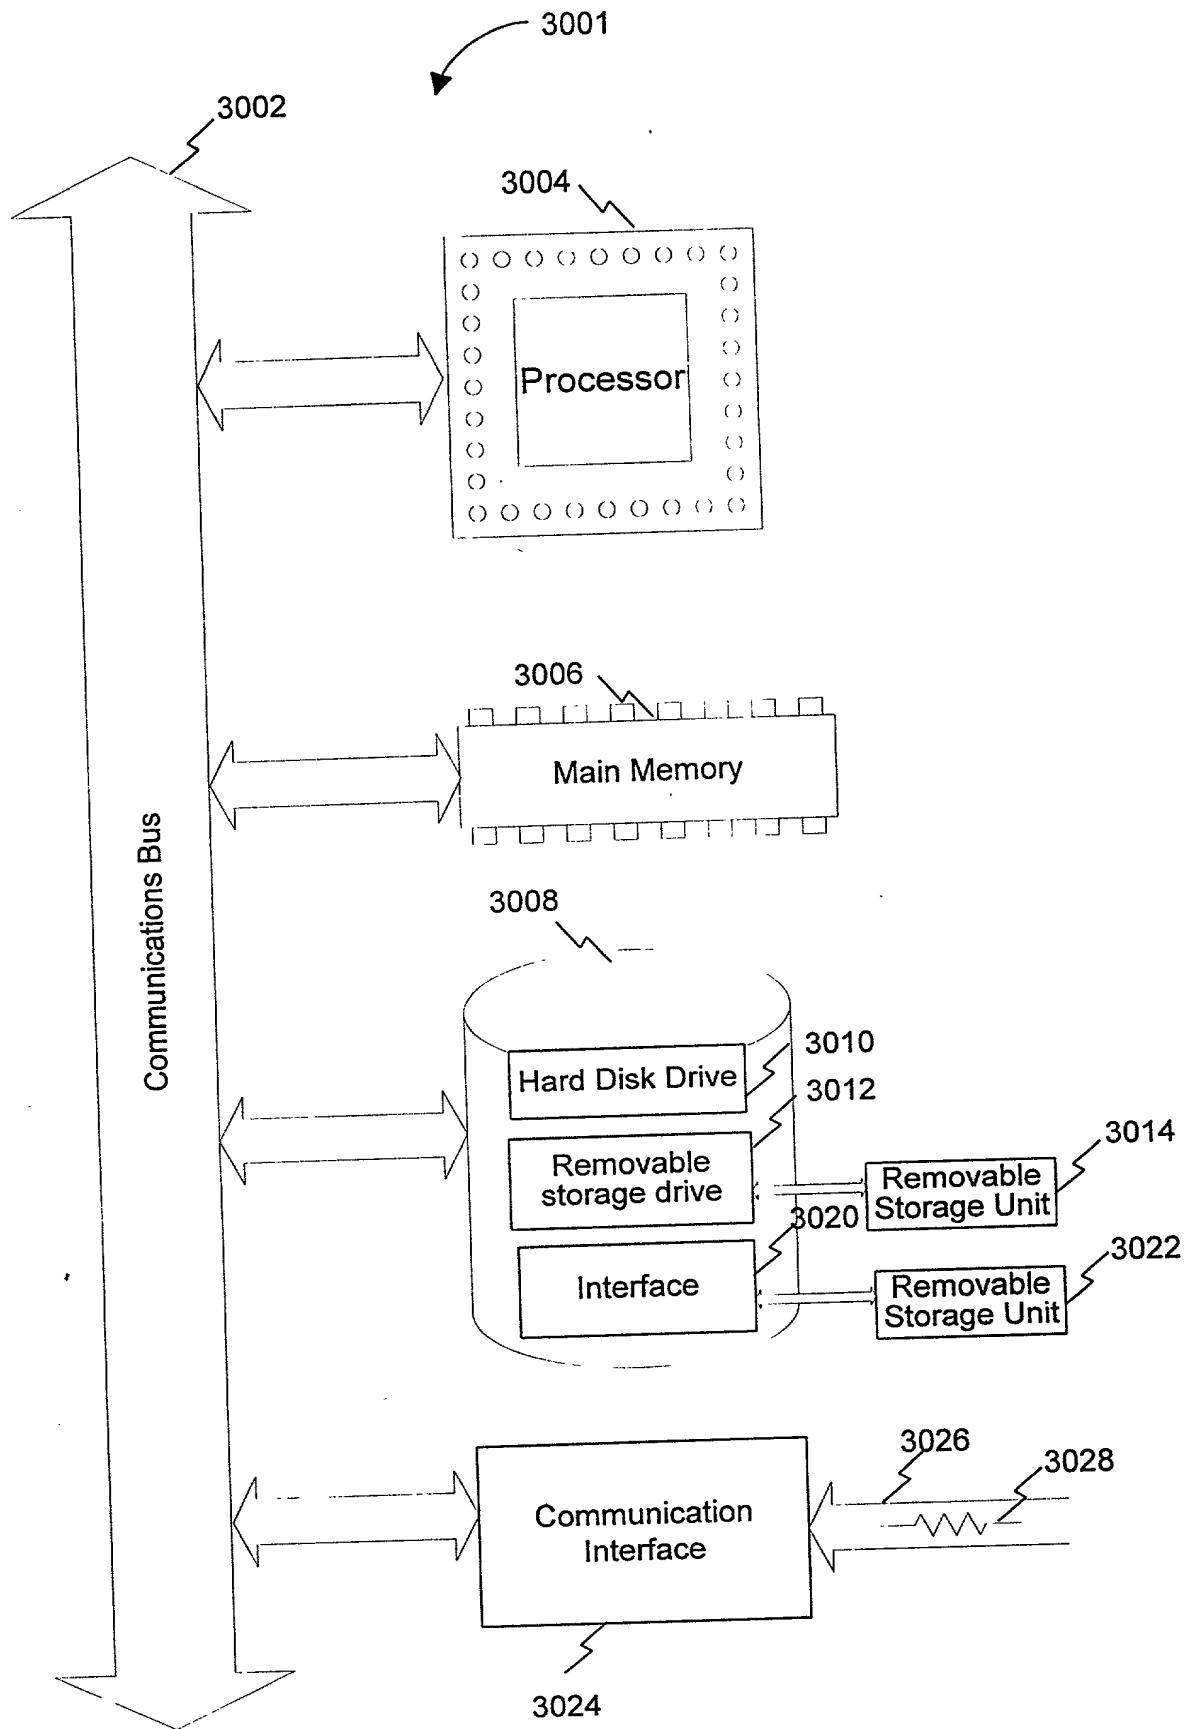 3001
3002
3004
Processor
3006
Main Memory
Communications Bus
3008
3010
Hard Disk Drive
3012
Removable
storage drive
3014
Removable
Storage Unit
3020
Interface
3022
Removable
Storage Unit
3026
3028
Communication
Interface
3024